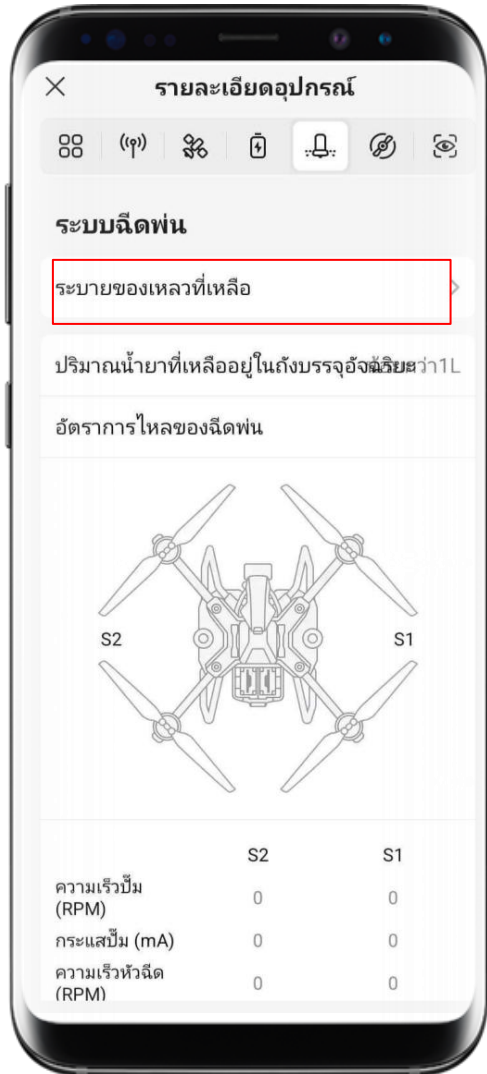 รายละเอียดอุปกรณ์
ระบบฉีดพ่น
ระบายของเหลวที่เหลือ
ปริมาณน้ำยาที่เหลืออยู่ในถังบรรจุอัจฉริยะ ว่า1L
อัตราการไหลของฉีดพ่น
S2 S1
S2 S1
ความเร็วปั๊ม
(RPM) 0 0
กระแสปั๊ม (mA) 0 0
ความเร็วหัวฉีด
(RPM) 0 0